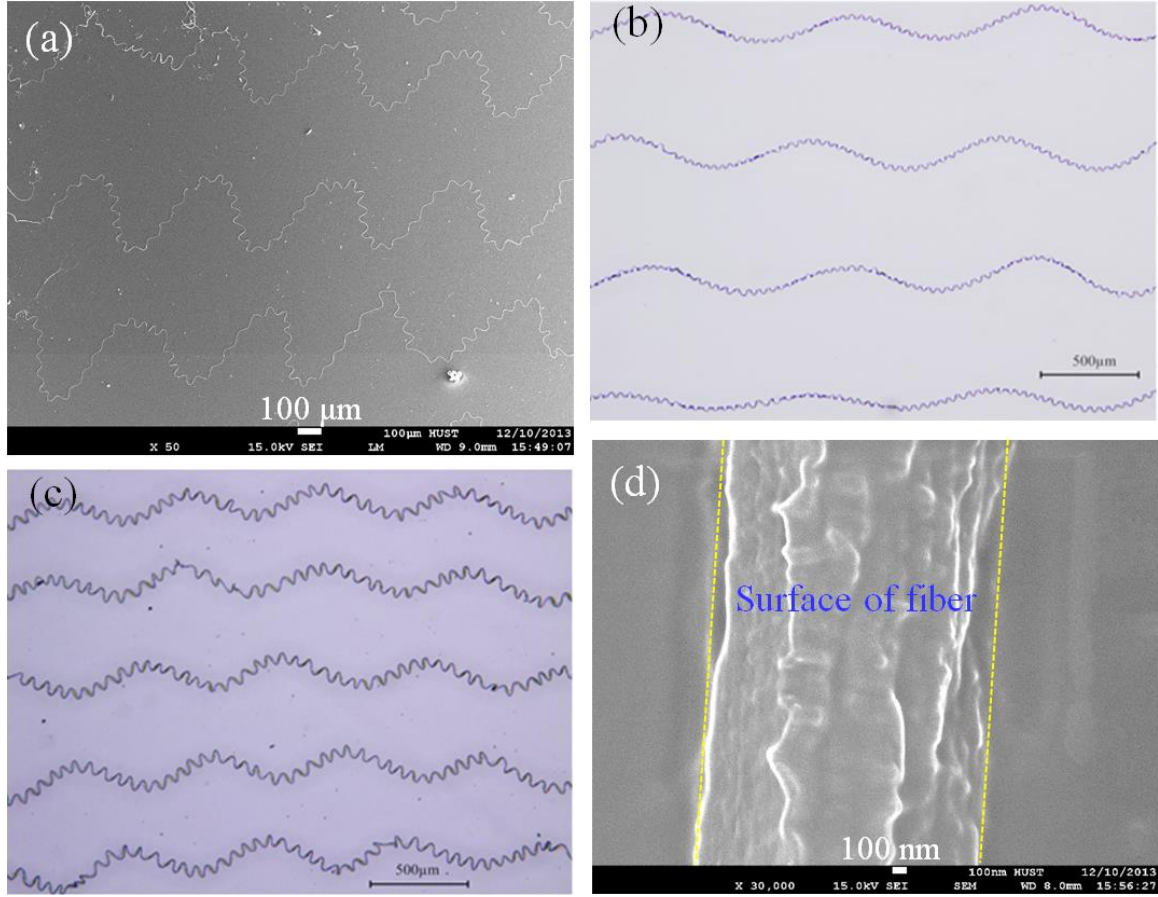 (a)
100 μm
100μm HUST 12/10/2013
X 50 15.0kV SEI LM WD 9.0mm 15:49:07
(b)
500μm
(c)
500μm
(d)
Surface of fiber
100 nm
100nm HUST 12/10/2013
X 30,000 15.0kV SEI SEM WD 8.0mm 15:56:27